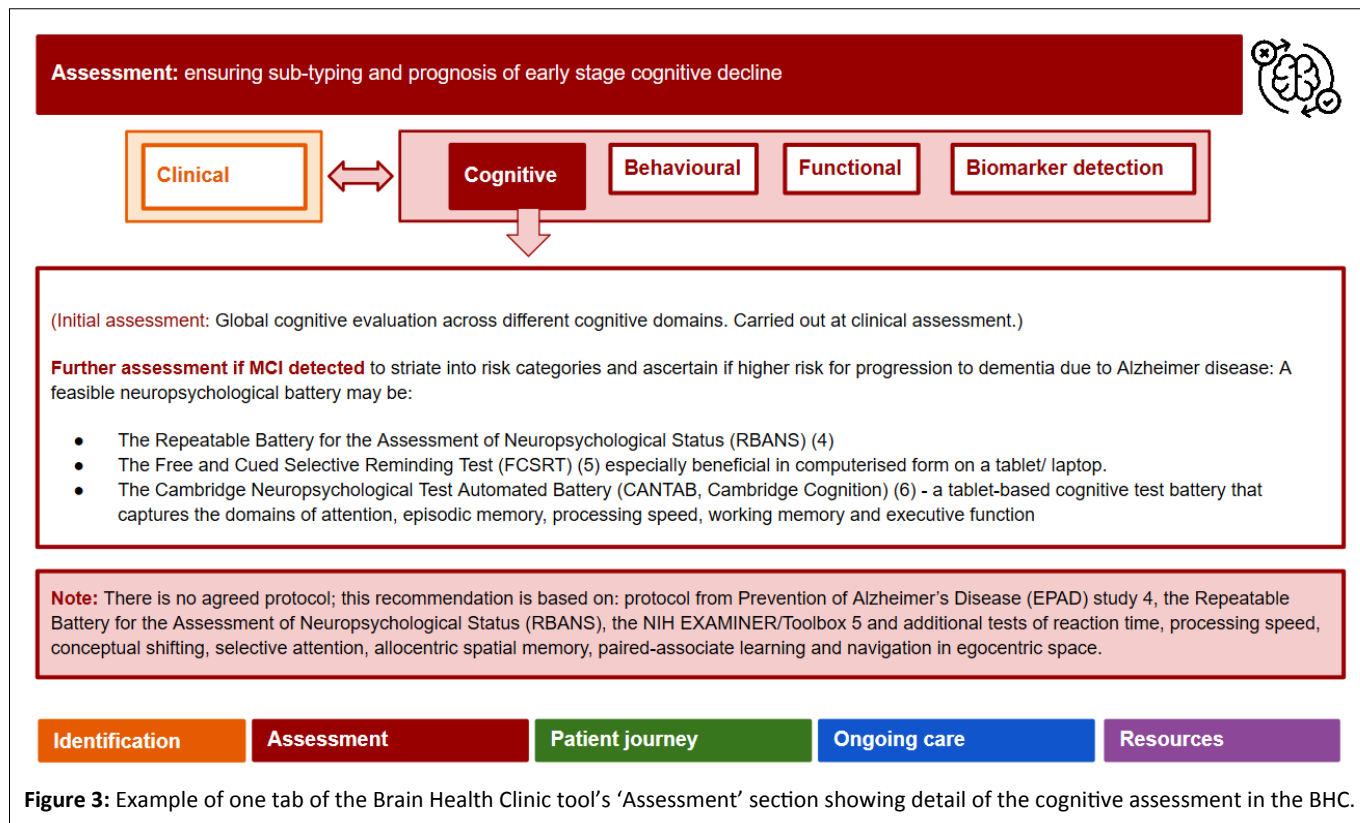 Assessment: ensuring sub-typing and prognosis of early stage cognitive decline
Clinical
Cognitive
Behavioural
Functional
Biomarker detection
(Initial assessment: Global cognitive evaluation across different cognitive domains. Carried out at clinical assessment.)
Further assessment if MCI detected to striate into risk categories and ascertain if higher risk for progression to dementia due to Alzheimer disease: A
feasible neuropsychological battery may be:
● The Repeatable Battery for the Assessment of Neuropsychological Status (RBANS) (4)
● The Free and Cued Selective Reminding Test (FCSRT) (5) especially beneficial in computerised form on a tablet/ laptop.
● The Cambridge Neuropsychological Test Automated Battery (CANTAB, Cambridge Cognition) (6) - a tablet-based cognitive test battery that
captures the domains of attention, episodic memory, processing speed, working memory and executive function
Note: There is no agreed protocol; this recommendation is based on: protocol from Prevention of Alzheimer's Disease (EPAD) study 4, the Repeatable
Battery for the Assessment of Neuropsychological Status (RBANS), the NIH EXAMINER/Toolbox 5 and additional tests of reaction time, processing speed,
conceptual shifting, selective attention, allocentric spatial memory, paired-associate learning and navigation in egocentric space.
Identification
Assessment
Patient journey
Ongoing care
Resources
Figure 3: Example of one tab of the Brain Health Clinic tool's ‘Assessment’ section showing detail of the cognitive assessment in the BHC.